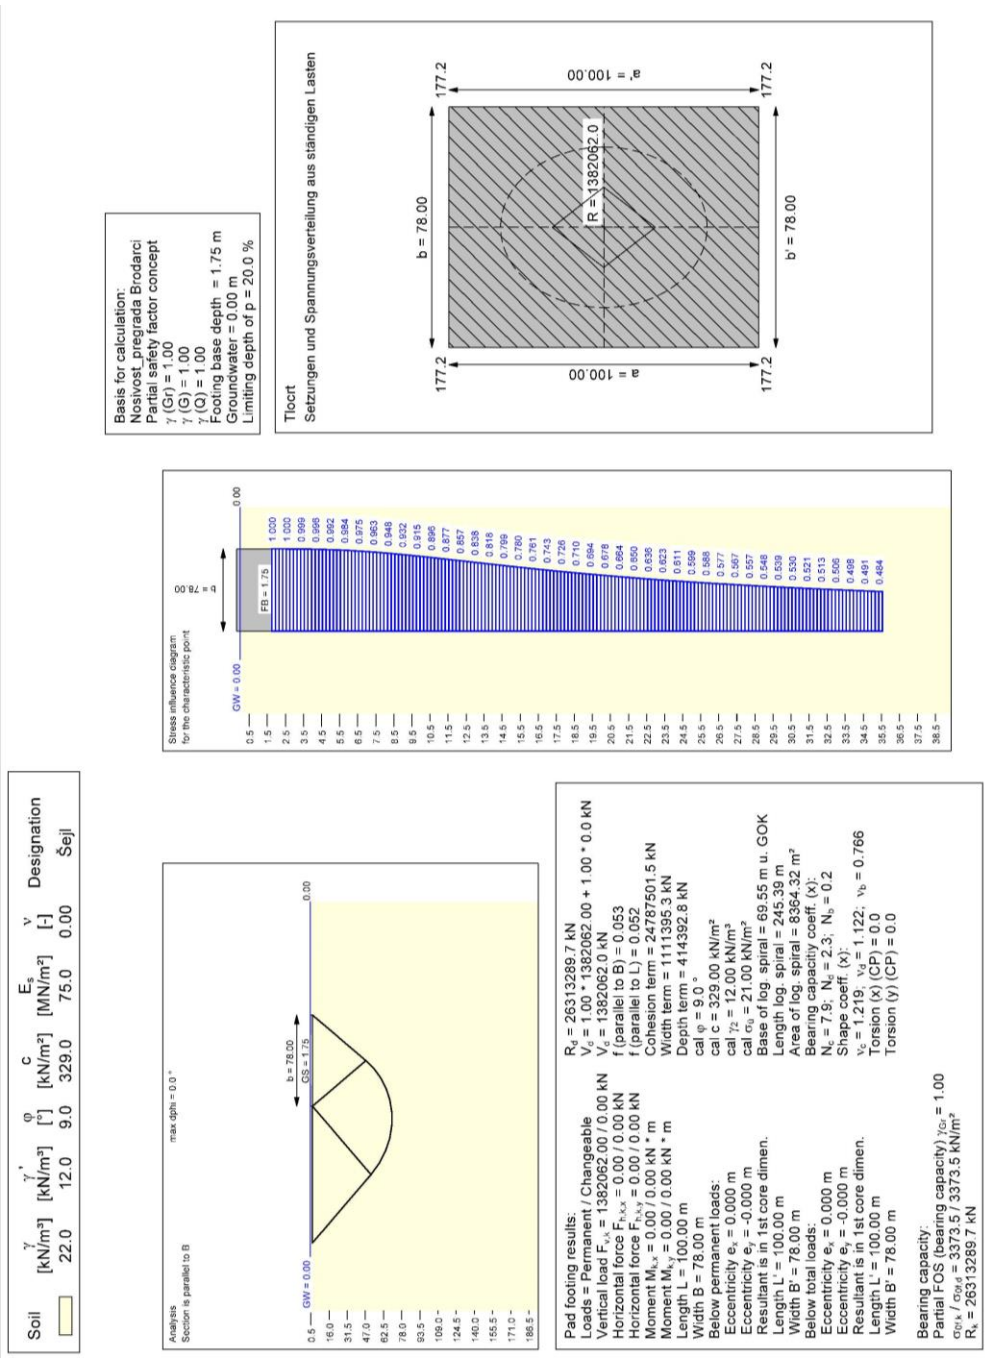 Soil
γ
[kN/m³]
γ '
[kN/m³]
φ
[°]
c
[kN/m²]
E_s
[MN/m²]
ν
[-]
Designation
22.0 12.0 9.0 329.0 75.0 0.00 Šejl
Basis for calculation:
Nosivost_pregrada Brodarci
Partial safety factor concept
γ (Gr) = 1.00
γ (G) = 1.00
γ (Q) = 1.00
Footing base depth = 1.75 m
Groundwater = 0.00 m
Limiting depth of p = 20.0 %
Analysis
Section is parallel to B
max dphi = 0.0 °
GW = 0.00
0.00
b = 78.00
GS = 1.75
0.5
16.0
31.5
47.0
62.5
78.0
93.5
109.0
124.5
140.0
155.5
171.0
186.5
Stress influence diagram
for the characteristic point
b = 78.00
GW = 0.00
0.00
FB = 1.75
0.5
1.5
2.5
3.5
4.5
5.5
6.5
7.5
8.5
9.5
10.5
11.5
12.5
13.5
14.5
15.5
16.5
17.5
18.5
19.5
20.5
21.5
22.5
23.5
24.5
25.5
26.5
27.5
28.5
29.5
30.5
31.5
32.5
33.5
34.5
35.5
36.5
37.5
38.5
1.000
1.000
0.999
0.996
0.992
0.984
0.975
0.963
0.948
0.932
0.915
0.896
0.877
0.857
0.838
0.818
0.799
0.780
0.761
0.743
0.726
0.710
0.694
0.678
0.664
0.650
0.636
0.623
0.611
0.599
0.588
0.577
0.567
0.557
0.548
0.539
0.530
0.521
0.513
0.506
0.498
0.491
0.484
Tlocrt
Setzungen und Spannungsverteilung aus ständigen Lasten
177.2
b = 78.00
177.2
a = 100.00
R = 1382062.0
a' = 100.00
177.2
b' = 78.00
177.2
Pad footing results:
Loads = Permanent / Changeable
Vertical load F_v,k = 1382062.00 / 0.00 kN
Horizontal force F_h,k,x = 0.00 / 0.00 kN
Horizontal force F_h,k,y = 0.00 / 0.00 kN
Moment M_k,x = 0.00 / 0.00 kN * m
Moment M_k,y = 0.00 / 0.00 kN * m
Length L = 100.00 m
Width B = 78.00 m
Below permanent loads:
Eccentricity e_x = 0.000 m
Eccentricity e_y = -0.000 m
Resultant is in 1st core dimen.
Length L' = 100.00 m
Width B' = 78.00 m
Below total loads:
Eccentricity e_x = 0.000 m
Eccentricity e_y = -0.000 m
Resultant is in 1st core dimen.
Length L' = 100.00 m
Width B' = 78.00 m
Bearing capacity:
Partial FOS (bearing capacity) γ_Gr = 1.00
σ_0f,k / σ_0f,d = 3373.5 / 3373.5 kN/m²
R_k = 26313289.7 kN
R_d = 26313289.7 kN
V_d = 1.00 * 1382062.00 + 1.00 * 0.0 kN
V_d = 1382062.0 kN
f (parallel to B) = 0.053
f (parallel to L) = 0.052
Cohesion term = 24787501.5 kN
Width term = 1111395.3 kN
Depth term = 414392.8 kN
cal φ = 9.0 °
cal c = 329.00 kN/m²
cal γ₂ = 12.00 kN/m³
cal σ_ü = 21.00 kN/m²
Base of log. spiral = 69.55 m u. GOK
Length log. spiral = 245.39 m
Area of log. spiral = 8364.32 m²
Bearing capacitiy coeff. (x):
N_c = 7.9; N_d = 2.3; N_b = 0.2
Shape coeff. (x):
ν_c = 1.219; ν_d = 1.122; ν_b = 0.766
Torsion (x) (CP) = 0.0
Torsion (y) (CP) = 0.0